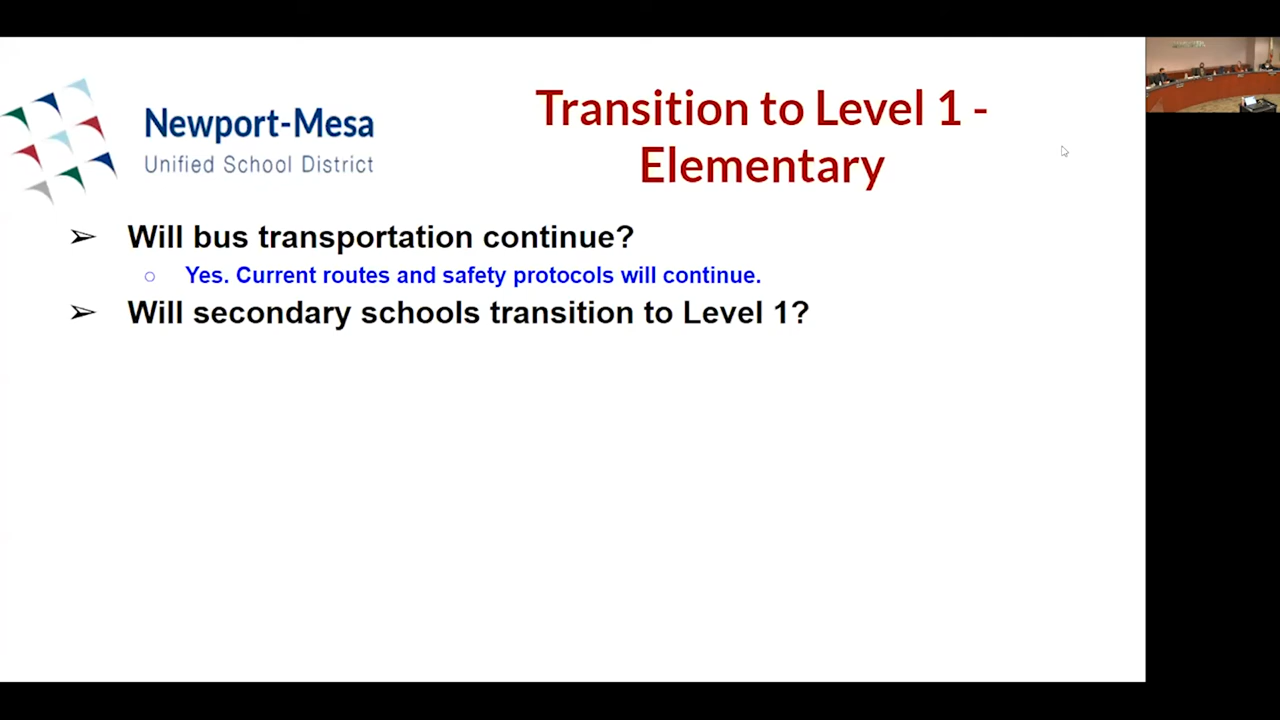 Newport-Mesa
Unified School District
Transition to Level 1 -
Elementary
➢ Will bus transportation continue?
○ Yes. Current routes and safety protocols will continue.
➢ Will secondary schools transition to Level 1?